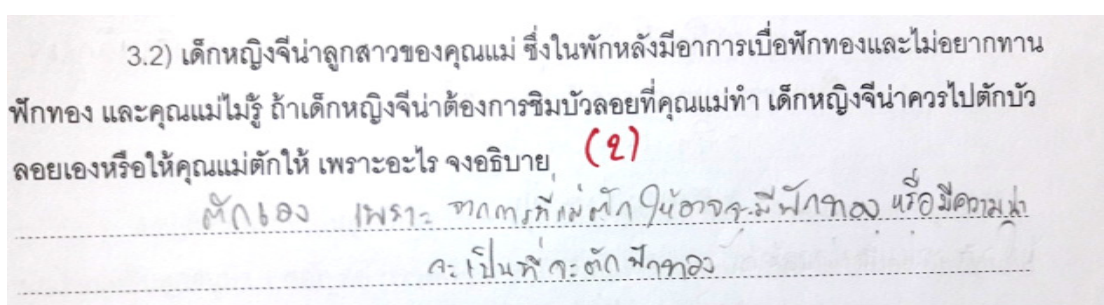 3.2) เด็กหญิงจีน่าลูกสาวของคุณแม่ ซึ่งในพักหลังมีอาการเบื่อฟักทองและไม่อยากทาน
ฟักทอง และคุณแม่ไม่รู้ ถ้าเด็กหญิงจีน่าต้องการชิมบัวลอยที่คุณแม่ทำ เด็กหญิงจีน่าควรไปตักบัว
ลอยเองหรือให้คุณแม่ตักให้ เพราะอะไร จงอธิบาย (2)
ตักเอง เพราะ จากการที่แม่ตักให้อาจจะมีฟักทอง หรือมีความน่า
จะเป็นที่จะตักฟักทอง